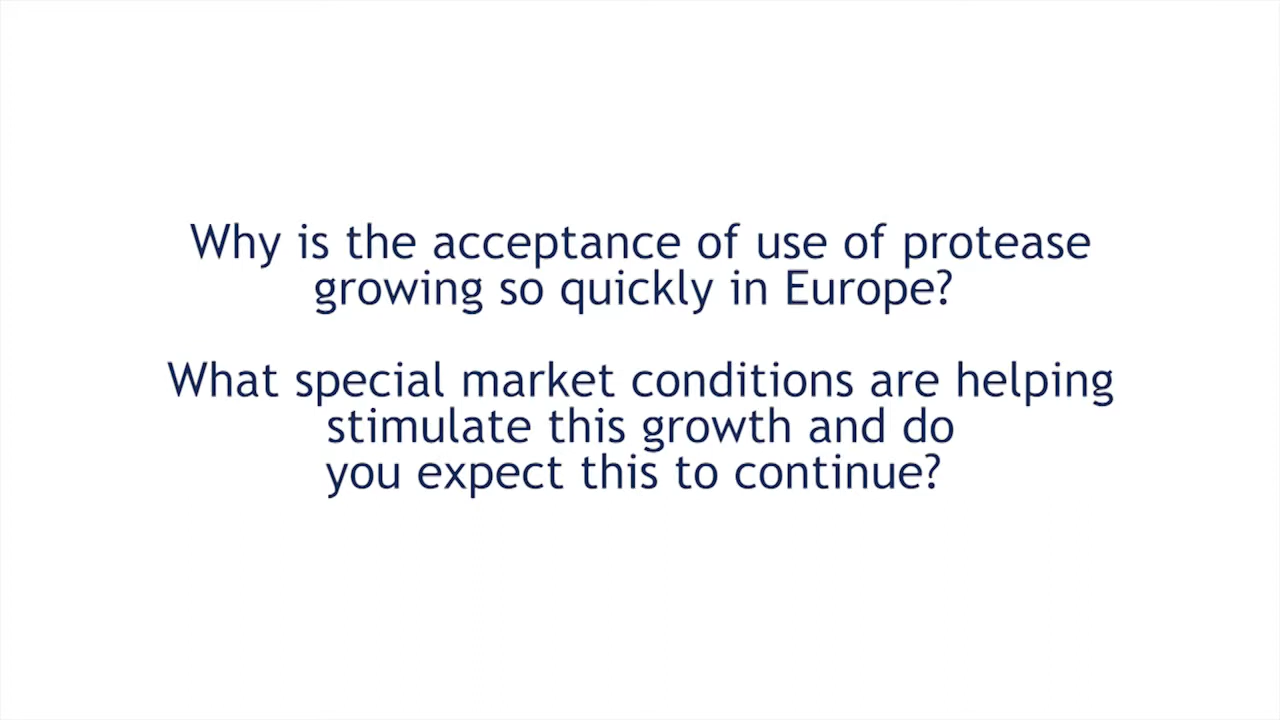 Why is the acceptance of use of protease
growing so quickly in Europe?
What special market conditions are helping
stimulate this growth and do
you expect this to continue?